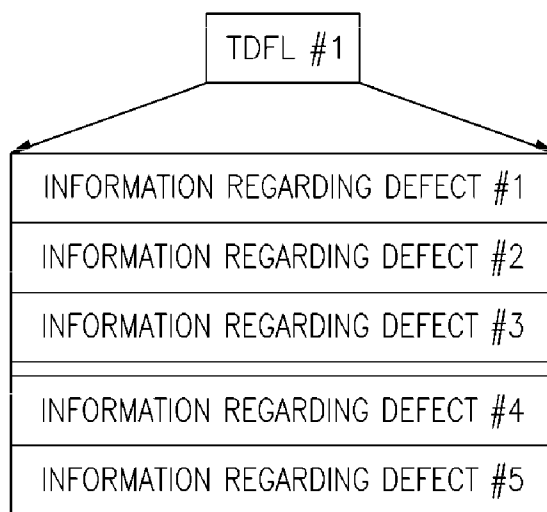 TDFL #1
INFORMATION REGARDING DEFECT #1
INFORMATION REGARDING DEFECT #2
INFORMATION REGARDING DEFECT #3
INFORMATION REGARDING DEFECT #4
INFORMATION REGARDING DEFECT #5